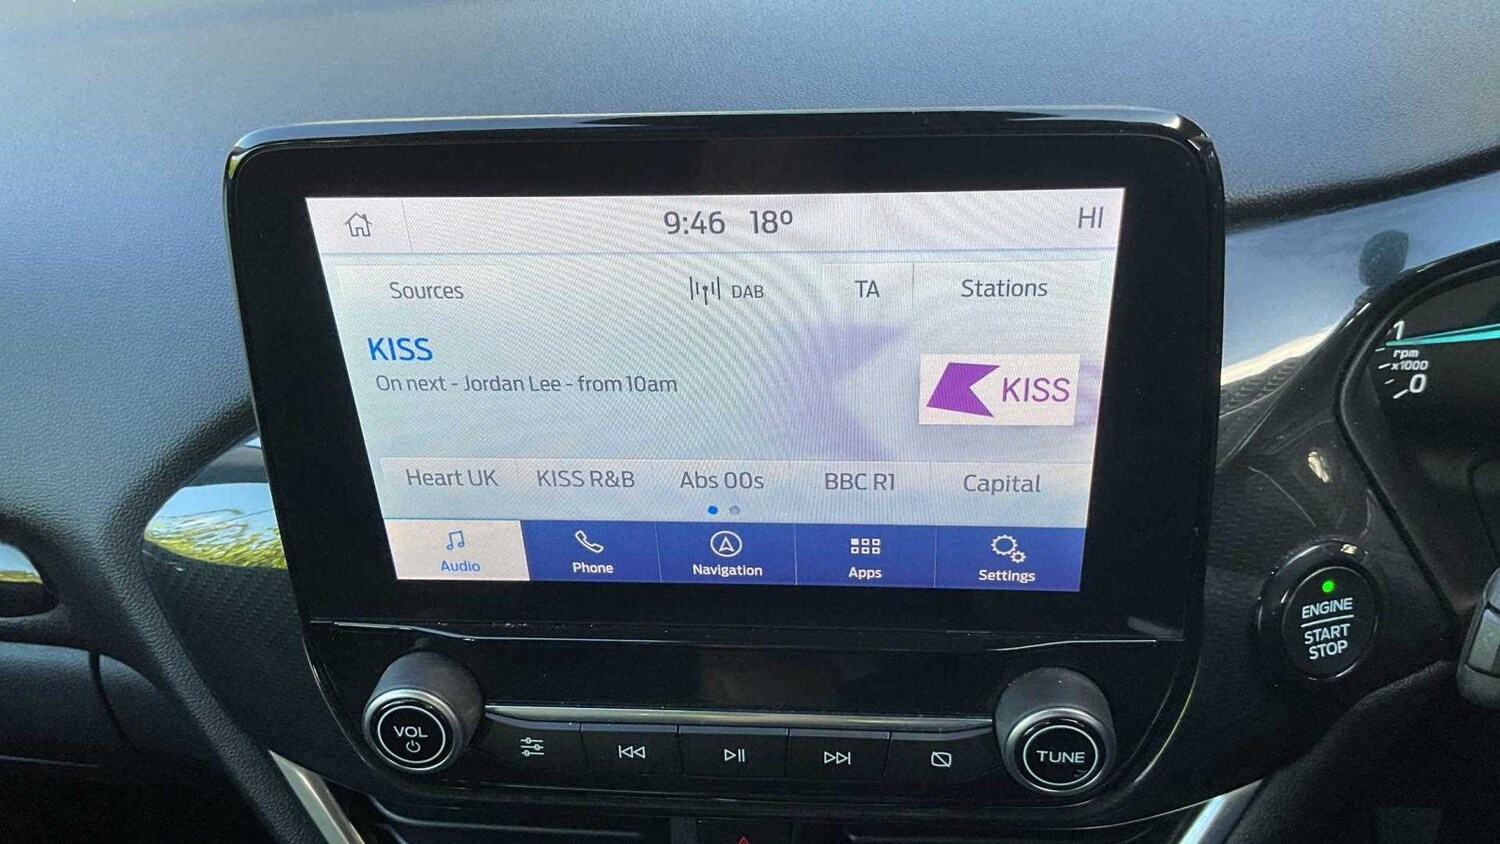 9:46 18º HI
Sources DAB TA Stations
KISS
On next - Jordan Lee - from 10am
KISS
Heart UK KISS R&B Abs 00s BBC R1 Capital
Audio Phone Navigation Apps Settings
1
rpm
x1000
0
ENGINE
START
STOP
VOL
TUNE